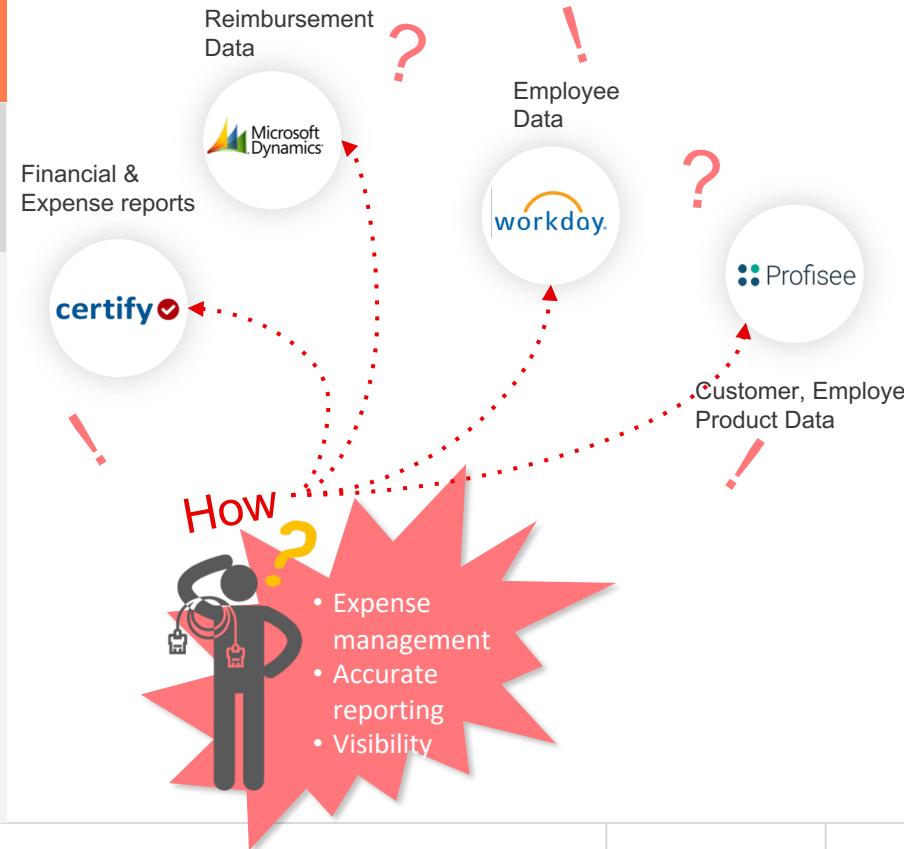 Reimbursement
Data
?
!
Employee
Data
Microsoft
Dynamics
?
Financial &
Expense reports
workday.
Profisee
certify
Customer, Employe
Product Data
!
!
How
?
• Expense
management
• Accurate
reporting
• Visibility